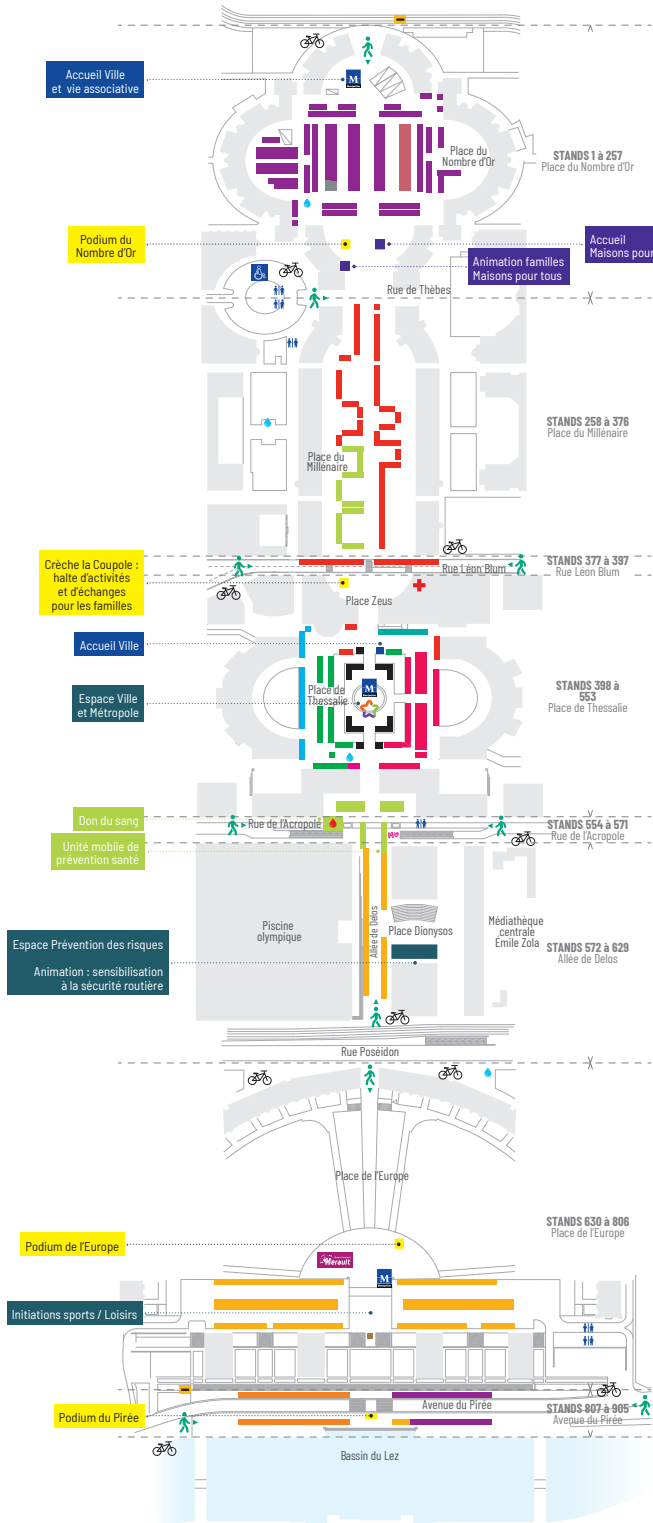 Accueil Ville
et vie associative
M
Place du
Nombre d'Or
STANDS 1 à 257
Place du Nombre d'Or
Podium du
Nombre d'Or
Accueil
Maisons pour
Animation familles
Maisons pour tous
Rue de Thèbes
STANDS 258 à 376
Place du Millénaire
Place du
Millénaire
Crèche la Coupole :
halte d'activités
et d'échanges
pour les familles
STANDS 377 à 397
Rue Léon Blum
Rue Léon Blum
Place Zeus
Accueil Ville
Espace Ville
et Métropole
Place de
Thessalie
M
STANDS 398 à
553
Place de Thessalie
Don du sang
Rue de l'Acropole
STANDS 554 à 571
Rue de l'Acropole
Unité mobile de
prévention santé
Piscine
olympique
Allée de Delos
Place Dionysos
Médiathèque
centrale
Emile Zola
STANDS 572 à 629
Allée de Delos
Espace Prévention des risques
Animation : sensibilisation
à la sécurité routière
Rue Poséidon
Place de l'Europe
STANDS 630 à 806
Place de l'Europe
Podium de l'Europe
Hérault
M
Initiations sports / Loisirs
Podium du Pirée
Avenue du Pirée
STANDS 807 à 905
Avenue du Pirée
Bassin du Lez